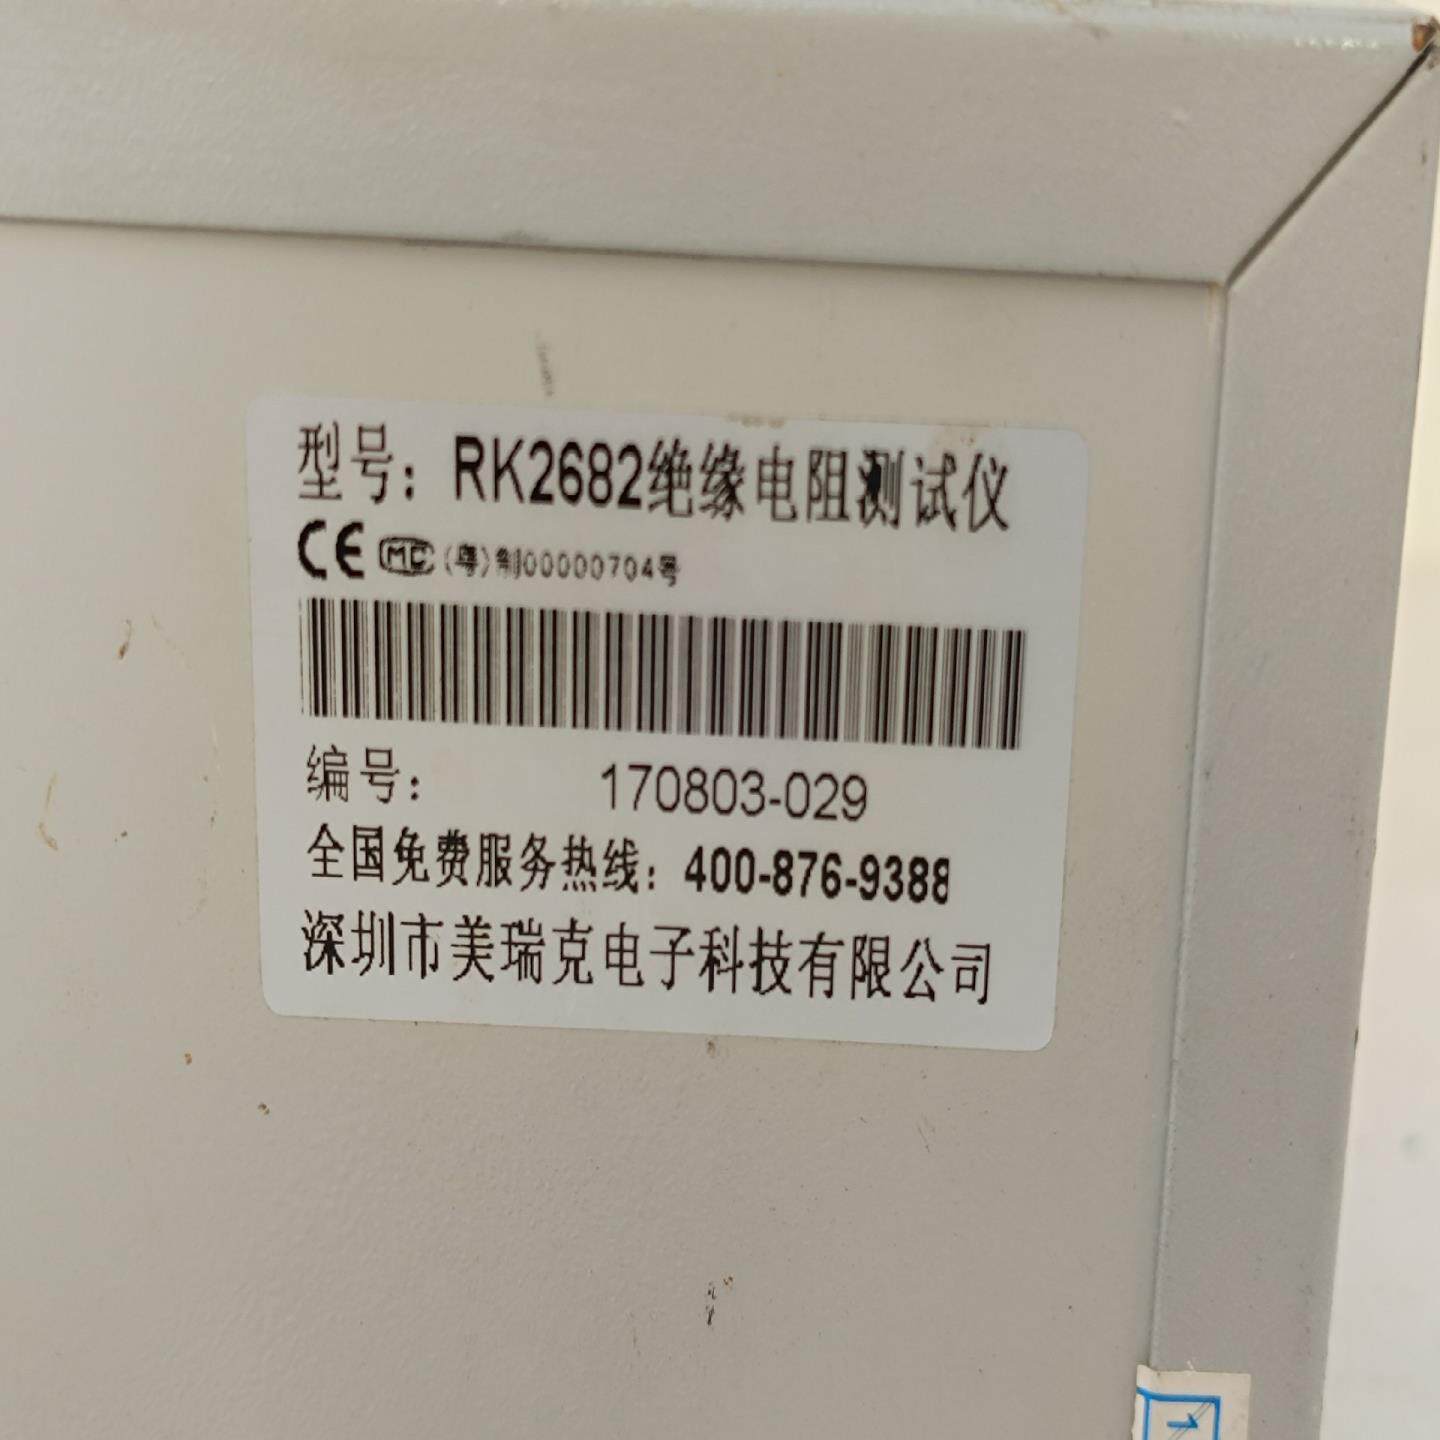 型号：RK2682绝缘电阻测试仪
CE MC (粤)制00000704号
编号： 170803-029
全国免费服务热线：400-876-9388
深圳市美瑞克电子科技有限公司
1